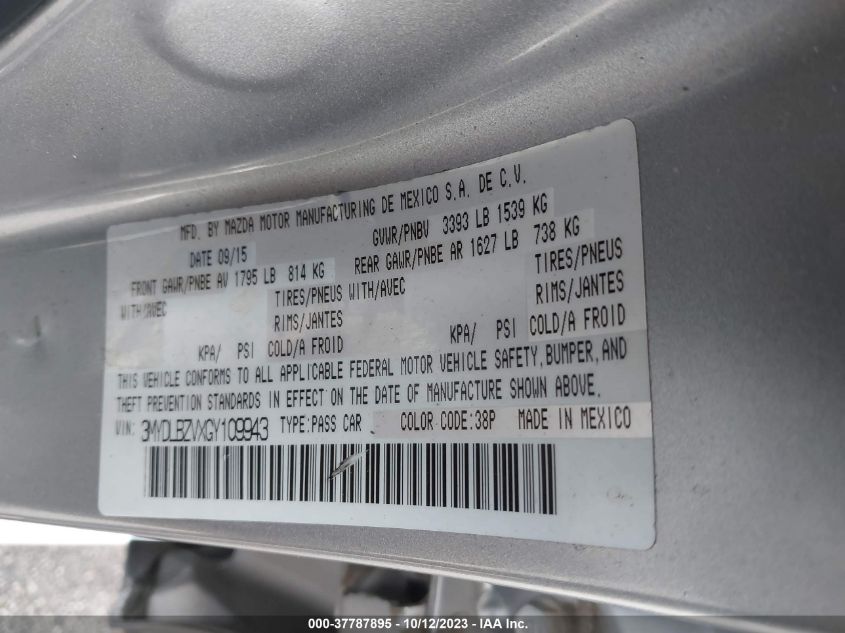 MFD. BY MAZDA MOTOR MANUFACTURING DE MEXICO S.A. DE C.V.
DATE 09/15 GVWR/PNBV 3393 LB 1539 KG
FRONT GAWR/PNBE AV 1795 LB 814 KG REAR GAWR/PNBE AR 1627 LB 738 KG
WITH/AVEC TIRES/PNEUS WITH/AVEC TIRES/PNEUS
RIMS/JANTES RIMS/JANTES
KPA/ PSI COLD/A FROID KPA/ PSI COLD/A FROID
THIS VEHICLE CONFORMS TO ALL APPLICABLE FEDERAL MOTOR VEHICLE SAFETY, BUMPER, AND
THEFT PREVENTION STANDARDS IN EFFECT ON THE DATE OF MANUFACTURE SHOWN ABOVE.
VIN: 3MYDLBZVXGY109943 TYPE:PASS CAR COLOR CODE:38P MADE IN MEXICO
000-37787895 - 10/12/2023 - IAA Inc.